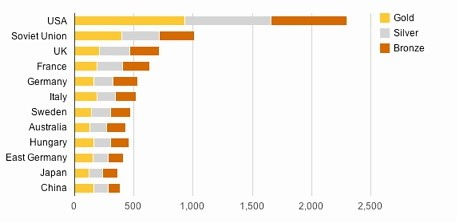 USA
Soviet Union
UK
France
Germany
Italy
Sweden
Australia
Hungary
East Germany
Japan
China
0 500 1,000 1,500 2,000 2,500
Gold
Silver
Bronze